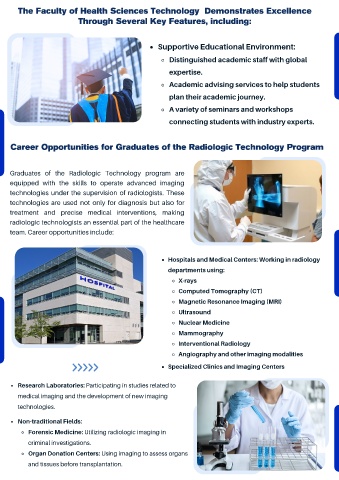 The Faculty of Health Sciences Technology Demonstrates Excellence
Through Several Key Features, including:
• Supportive Educational Environment:
○ Distinguished academic staff with global
expertise.
○ Academic advising services to help students
plan their academic journey.
○ A variety of seminars and workshops
connecting students with industry experts.
Career Opportunities for Graduates of the Radiologic Technology Program
Graduates of the Radiologic Technology program are
equipped with the skills to operate advanced imaging
technologies under the supervision of radiologists. These
technologies are used not only for diagnosis but also for
treatment and precise medical interventions, making
radiologic technologists an essential part of the healthcare
team. Career opportunities include:
HOSPITAL
• Hospitals and Medical Centers: Working in radiology
departments using:
○ X-rays
○ Computed Tomography (CT)
○ Magnetic Resonance Imaging (MRI)
○ Ultrasound
○ Nuclear Medicine
○ Mammography
○ Interventional Radiology
○ Angiography and other imaging modalities
• Specialized Clinics and Imaging Centers
• Research Laboratories: Participating in studies related to
medical imaging and the development of new imaging
technologies.
• Non-traditional Fields:
○ Forensic Medicine: Utilizing radiologic imaging in
criminal investigations.
○ Organ Donation Centers: Using imaging to assess organs
and tissues before transplantation.